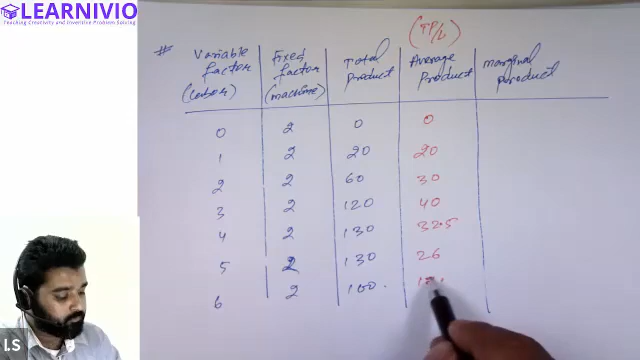 LEARNIVIO
Teaching Creativity and Inventive Problem Solving
(TP/L)
# Variable factor (Labor) Fixed factor (machine) Total Product Average Product Marginal Product
0 2 0 0
1 2 20 20
2 2 60 30
3 2 120 40
4 2 130 32.5
5 2 130 26
6 2 100.
I.S